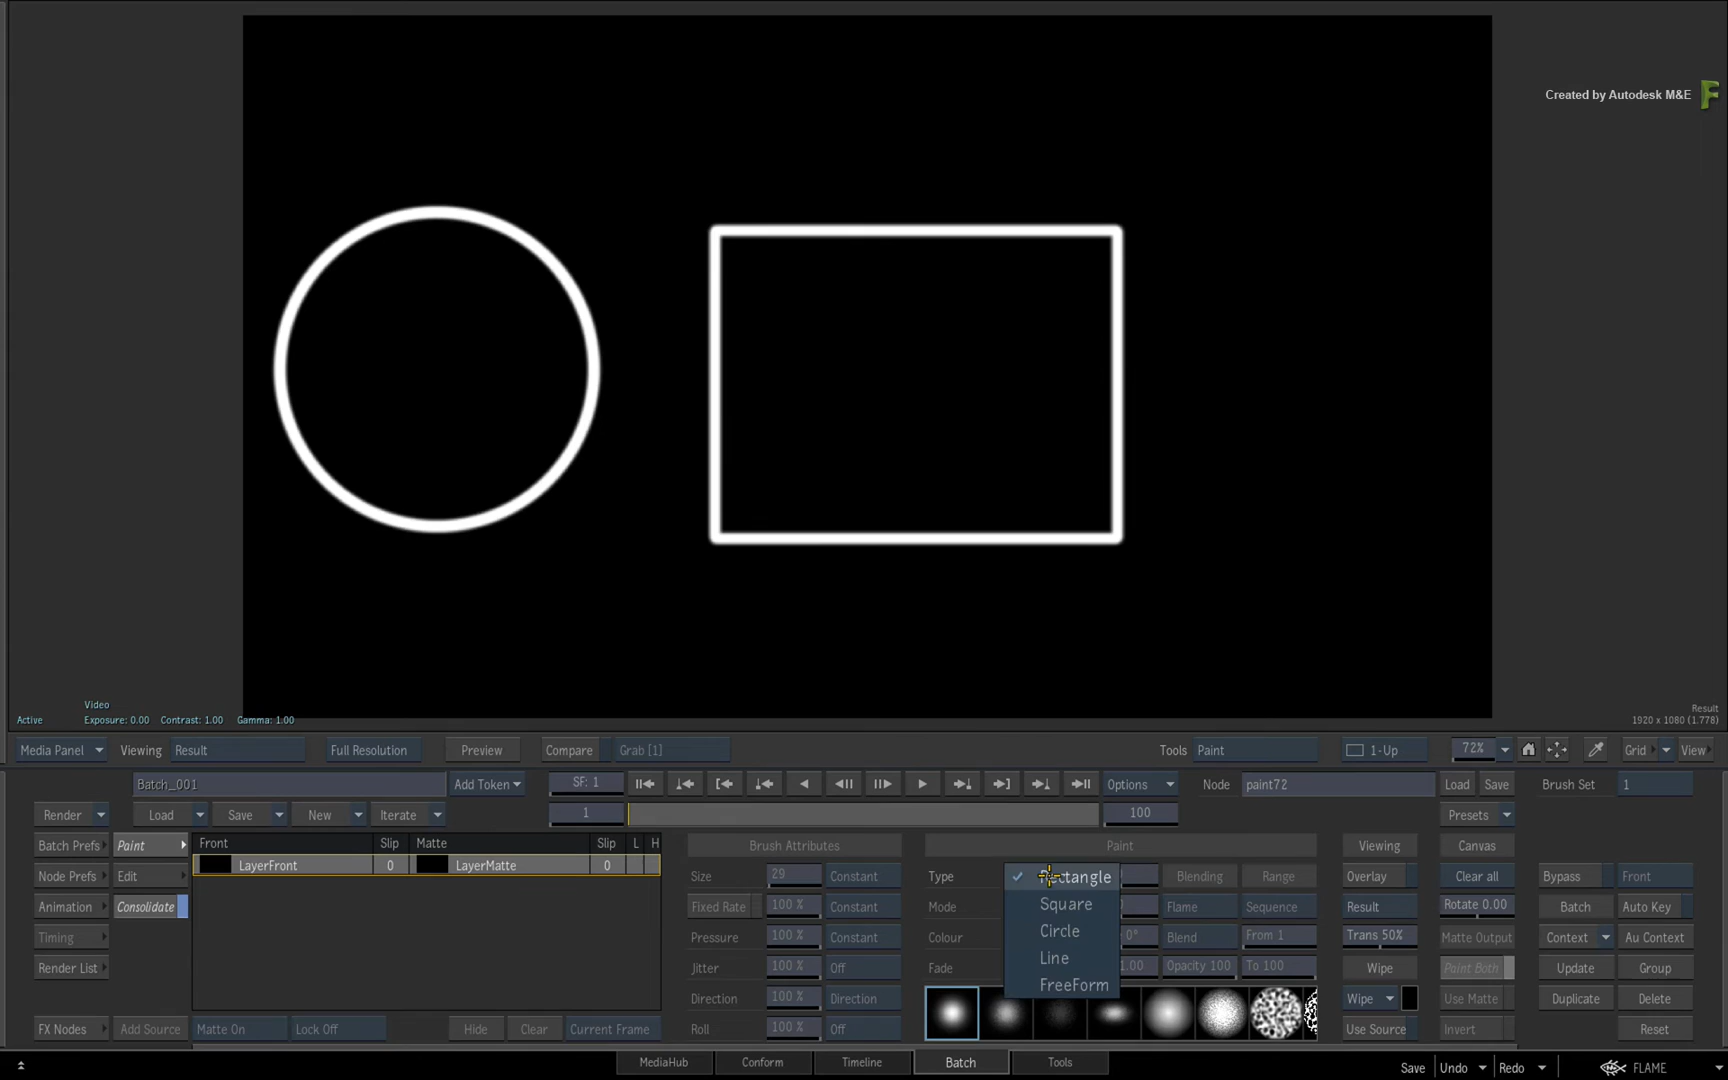 Created by Autodesk M&E
Video
Active Exposure: 0.00 Contrast: 1.00 Gamma: 1.00
Result
1920 x 1080 (1.778)
Media Panel Viewing Result Full Resolution Preview Compare Grab [1] Tools Paint 1-Up 72% Grid View
Batch_001 Add Token SF: 1 Options Node paint72 Load Save Brush Set 1
Render Load Save New Iterate 1 100 Presets
Batch Prefs Paint Front Slip Matte Slip L H Brush Attributes Paint Viewing Canvas
LayerFront 0 LayerMatte 0
Node Prefs Edit Size 29 Constant Type Rectangle Blending Range Overlay Clear all Bypass Front
Animation Consolidate Fixed Rate 100 % Constant Mode Square Flame Sequence Result Rotate 0.00 Batch Auto Key
Timing Pressure 100 % Constant Colour Circle Blend From 1 Trans 50% Matte Output Context Au Context
Render List Jitter 100 % Off Fade Line Opacity 100 To 100 Wipe Paint Both Update Group
Direction 100 % Direction FreeForm Wipe Use Matte Duplicate Delete
FX Nodes Add Source Matte On Lock Off Hide Clear Current Frame Roll 100 % Off Use Source Invert Reset
MediaHub Conform Timeline Batch Tools Save Undo Redo FLAME